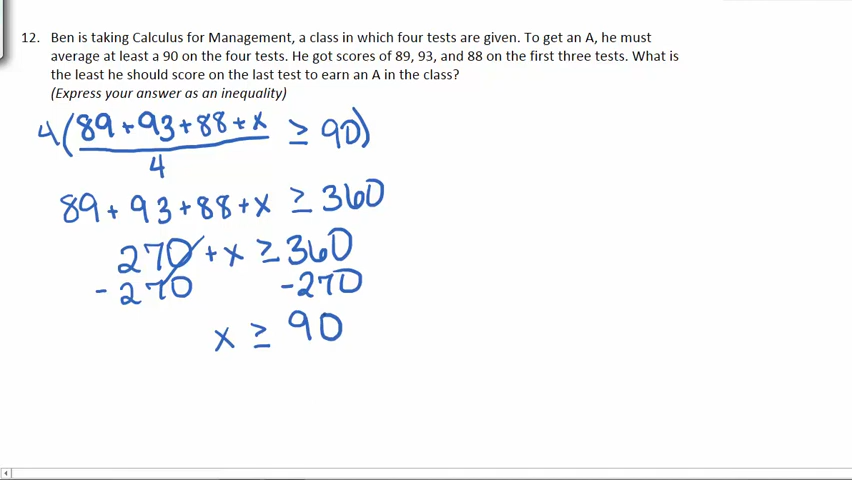 12. Ben is taking Calculus for Management, a class in which four tests are given. To get an A, he must
average at least a 90 on the four tests. He got scores of 89, 93, and 88 on the first three tests. What is
the least he should score on the last test to earn an A in the class?
(Express your answer as an inequality)
4(89+93+88+x ≥ 90)
4
89+93+88+x ≥ 360
270+x ≥ 360
-270 -270
x ≥ 90